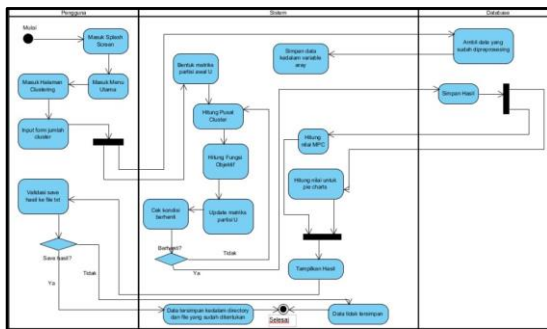 Pengguna
Sistem
Database
Mulai
Masuk Splash
Screen
Masuk Menu
Utama
Masuk Halaman
Clustering
Input form jumlah
cluster
Validasi save
hasil ke file txt
Save hasil?
Tidak
Ya
Bentuk matriks
partisi awal U
Hitung Pusat
Cluster
Hitung Fungsi
Objektif
Update matriks
partisi U
Cek kondisi
berhenti
Berhenti?
Tidak
Ya
Simpan data
kedalam variable
array
Hitung
nilai MPC
Hitung nilai untuk
pie charts
Tampilkan Hasil
Data tersimpan kedalam directory
dan file yang sudah ditentukan
Selesai
Data tidak tersimpan
Ambil data yang
sudah dipreprosesing
Simpan Hasil